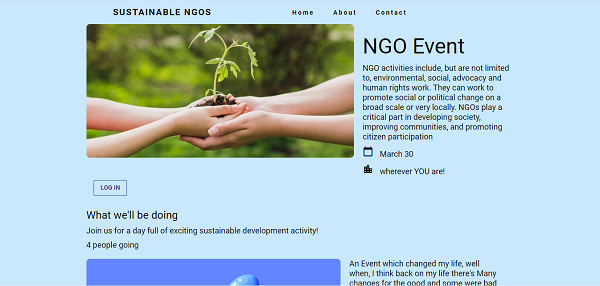 SUSTAINABLE NGOS
Home About Contact
NGO Event
NGO activities include, but are not limited
to, environmental, social, advocacy and
human rights work. They can work to
promote social or political change on a
broad scale or very locally. NGOs play a
critical part in developing society,
improving communities, and promoting
citizen participation
March 30
wherever YOU are!
LOG IN
What we'll be doing
Join us for a day full of exciting sustainable development activity!
4 people going
An Event which changed my life, well
when, I think back on my life there's Many
changes for the good and some were bad